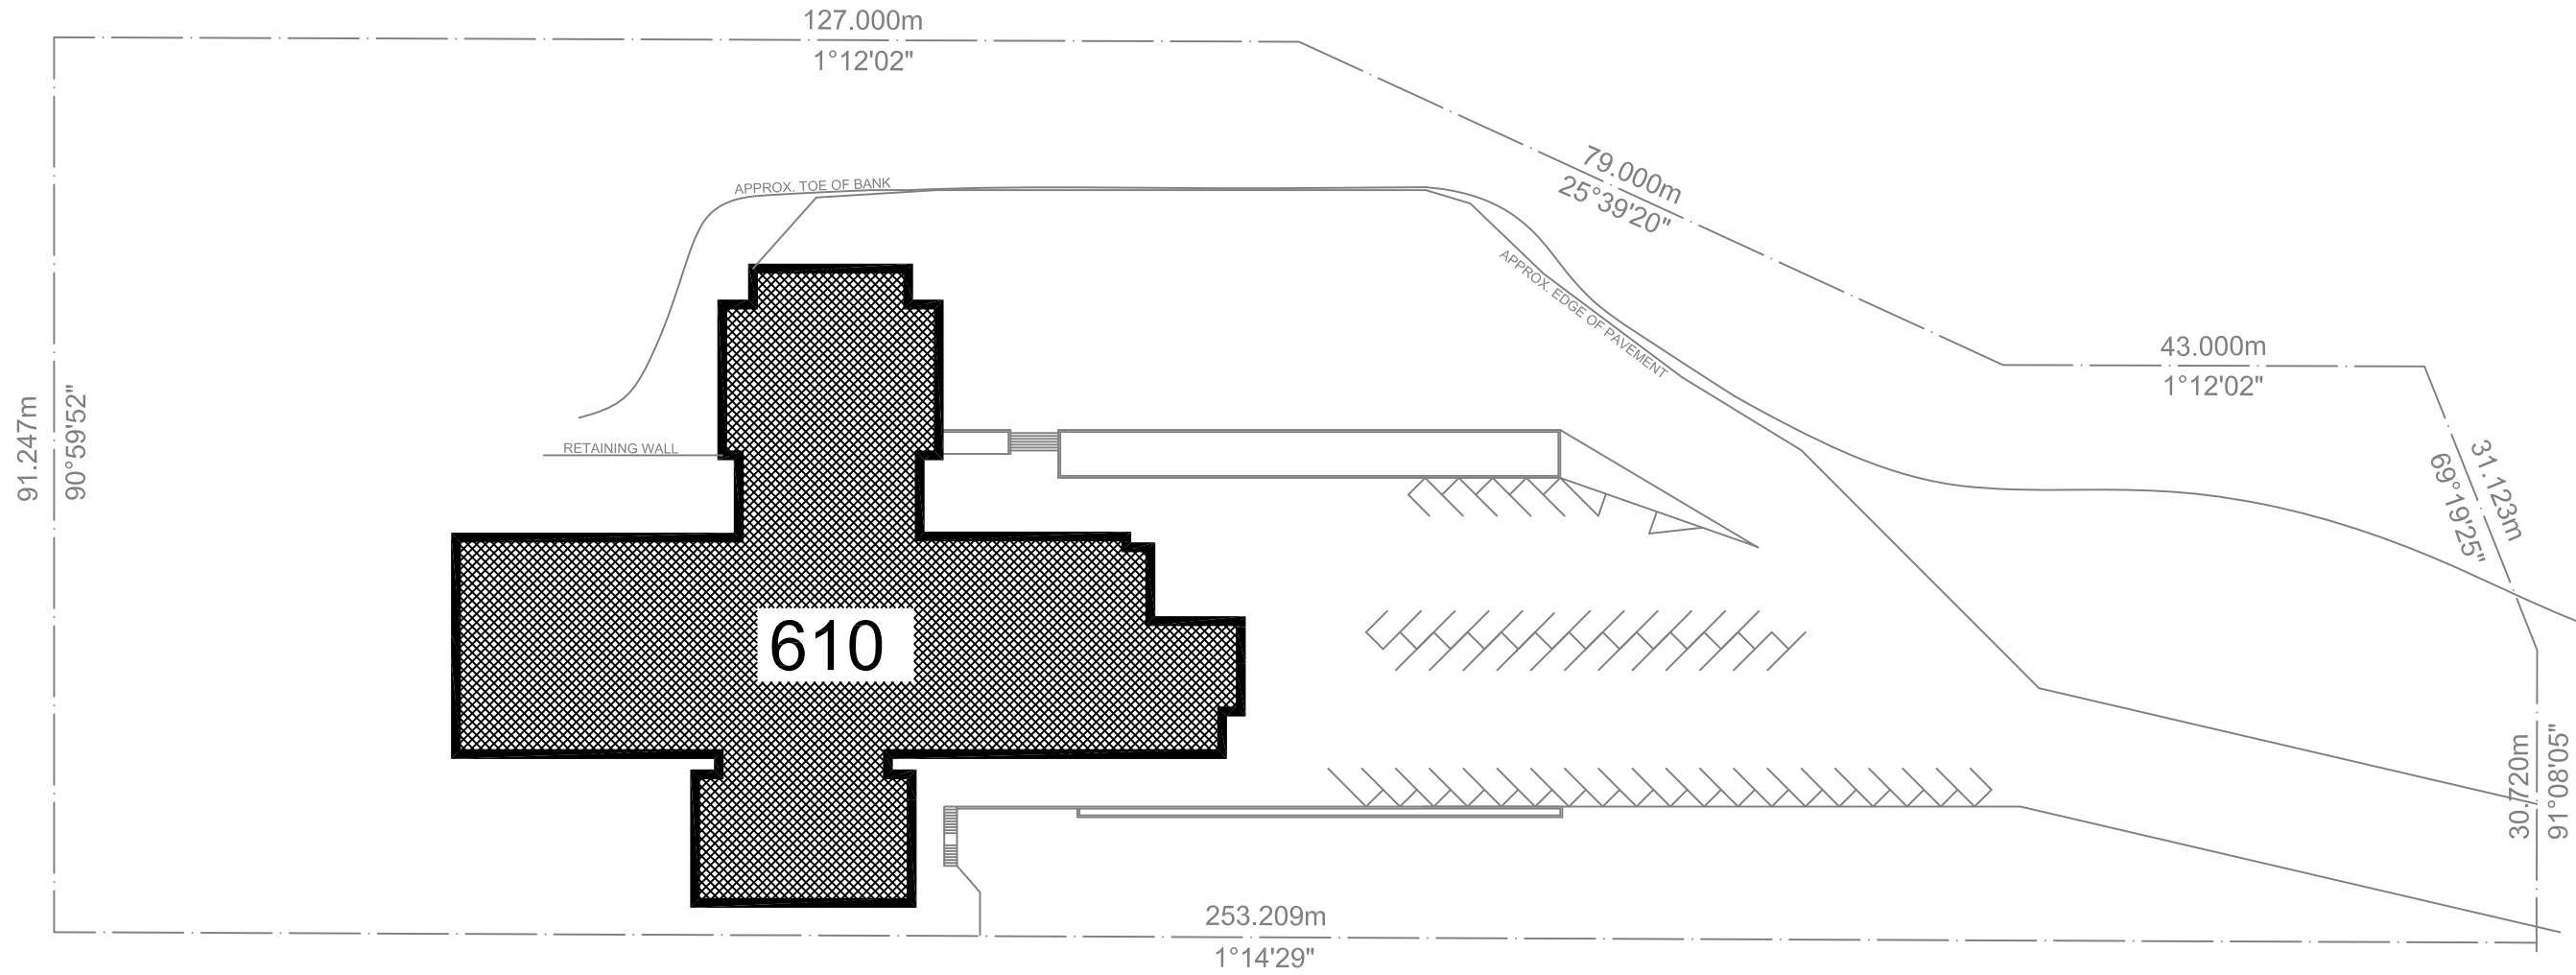 127.000m
1°12'02"
79.000m
25°39'20"
APPROX. TOE OF BANK
APPROX. EDGE OF PAVEMENT
43.000m
1°12'02"
91.247m
90°59'52"
RETAINING WALL
31.123m
69°19'25"
610
30.720m
91°08'05"
253.209m
1°14'29"